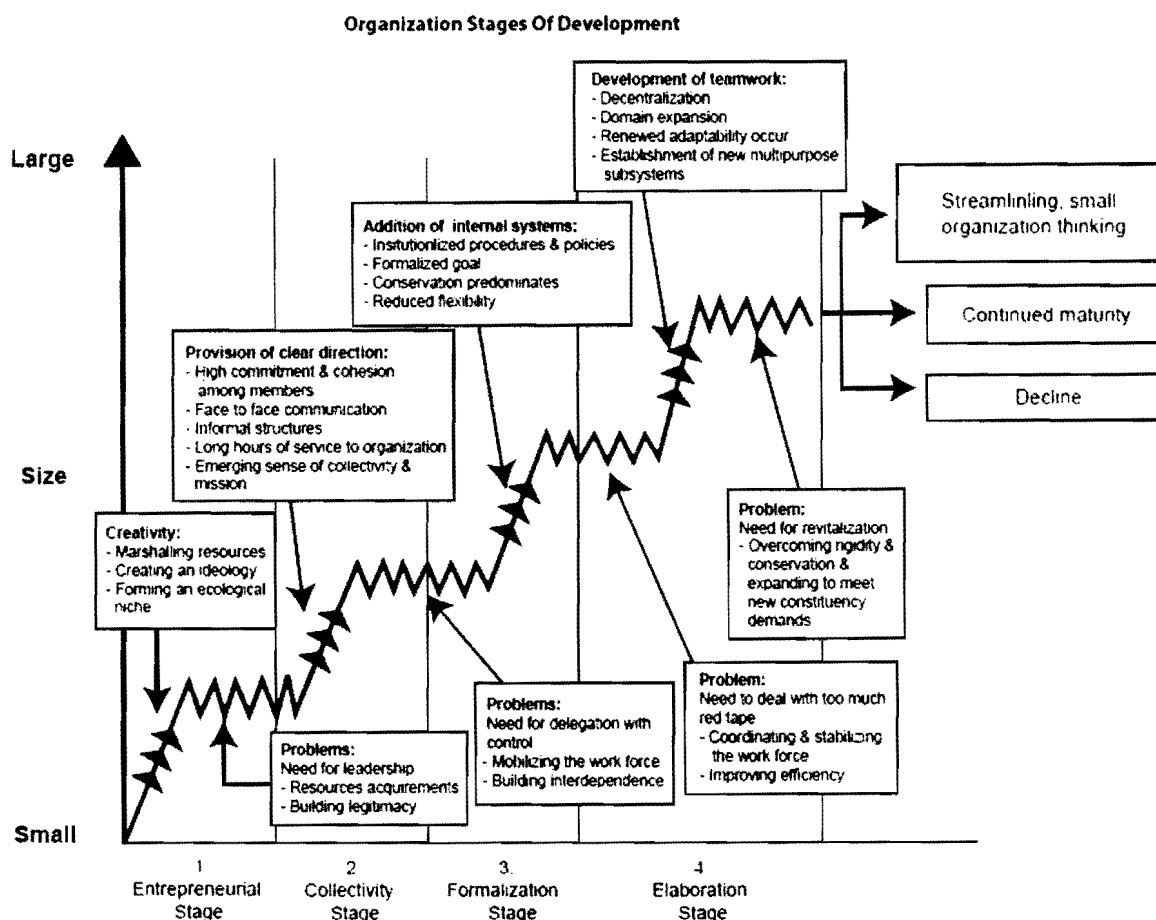 Organization Stages Of Development
Development of teamwork:
- Decentralization
- Domain expansion
- Renewed adaptability occur
- Establishment of new multipurpose
subsystems
Large
Streamlinling, small
organization thinking
Addition of internal systems:
- Insitutionlized procedures & policies
- Formalized goal
- Conservation predominates
- Reduced flexibility
Continued maturity
Provision of clear direction:
- High commitment & cohesion
among members
- Face to face communication
- Informal structures
- Long hours of service to organization
- Emerging sense of collectivity &
mission
Decline
Size
Creativity:
- Marshalling resources
- Creating an ideology
- Forming an ecological
niche
Problem:
Need for revitalization
- Overcoming rigidity &
conservation &
expanding to meet
new constituency
demands
Problem:
Need to deal with too much
red tape
- Coordinating & stabilizing
the work force
- Improving efficiency
Problems:
Need for delegation with
control
- Mobilizing the work force
- Building interdependence
Problems:
Need for leadership
- Resources acquirements
- Building legitimacy
Small
1
Entrepreneurial
Stage
2
Collectivity
Stage
3.
Formalization
Stage
4
Elaboration
Stage